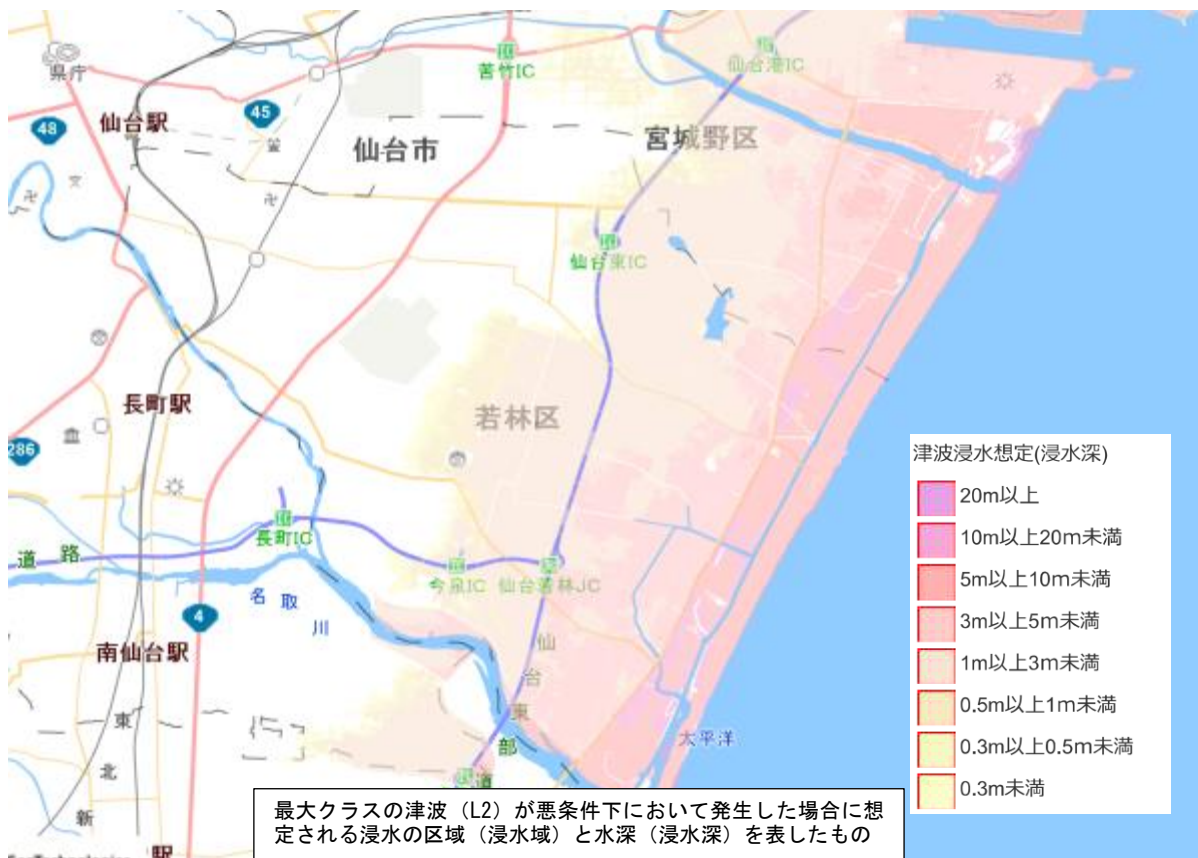 県庁
苦竹IC
仙台港IC
45
48
仙台駅
仙台市
宮城野区
仙台東IC
長町駅
若林区
286
長町IC
道路
今泉IC
仙台若林JC
名取川
4
南仙台駅
仙台東部道
東北新
太平洋
駅
津波浸水想定(浸水深)
20m以上
10m以上20m未満
5m以上10m未満
3m以上5m未満
1m以上3m未満
0.5m以上1m未満
0.3m以上0.5m未満
0.3m未満
最大クラスの津波（L2）が悪条件下において発生した場合に想
定される浸水の区域（浸水域）と水深（浸水深）を表したもの